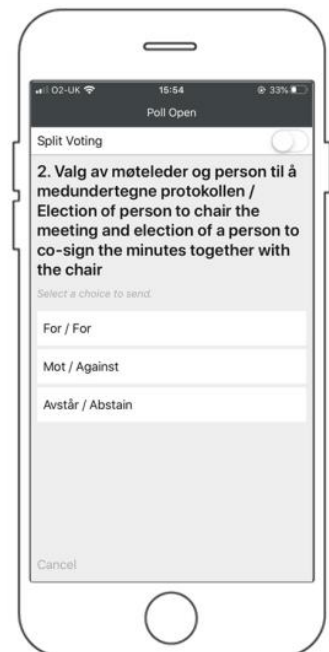 O2-UK 15:54 33%
Poll Open
Split Voting
2. Valg av møteleder og person til å
medundertegne protokollen /
Election of person to chair the
meeting and election of a person to
co-sign the minutes together with
the chair
Select a choice to send.
For / For
Mot / Against
Avstår / Abstain
Cancel